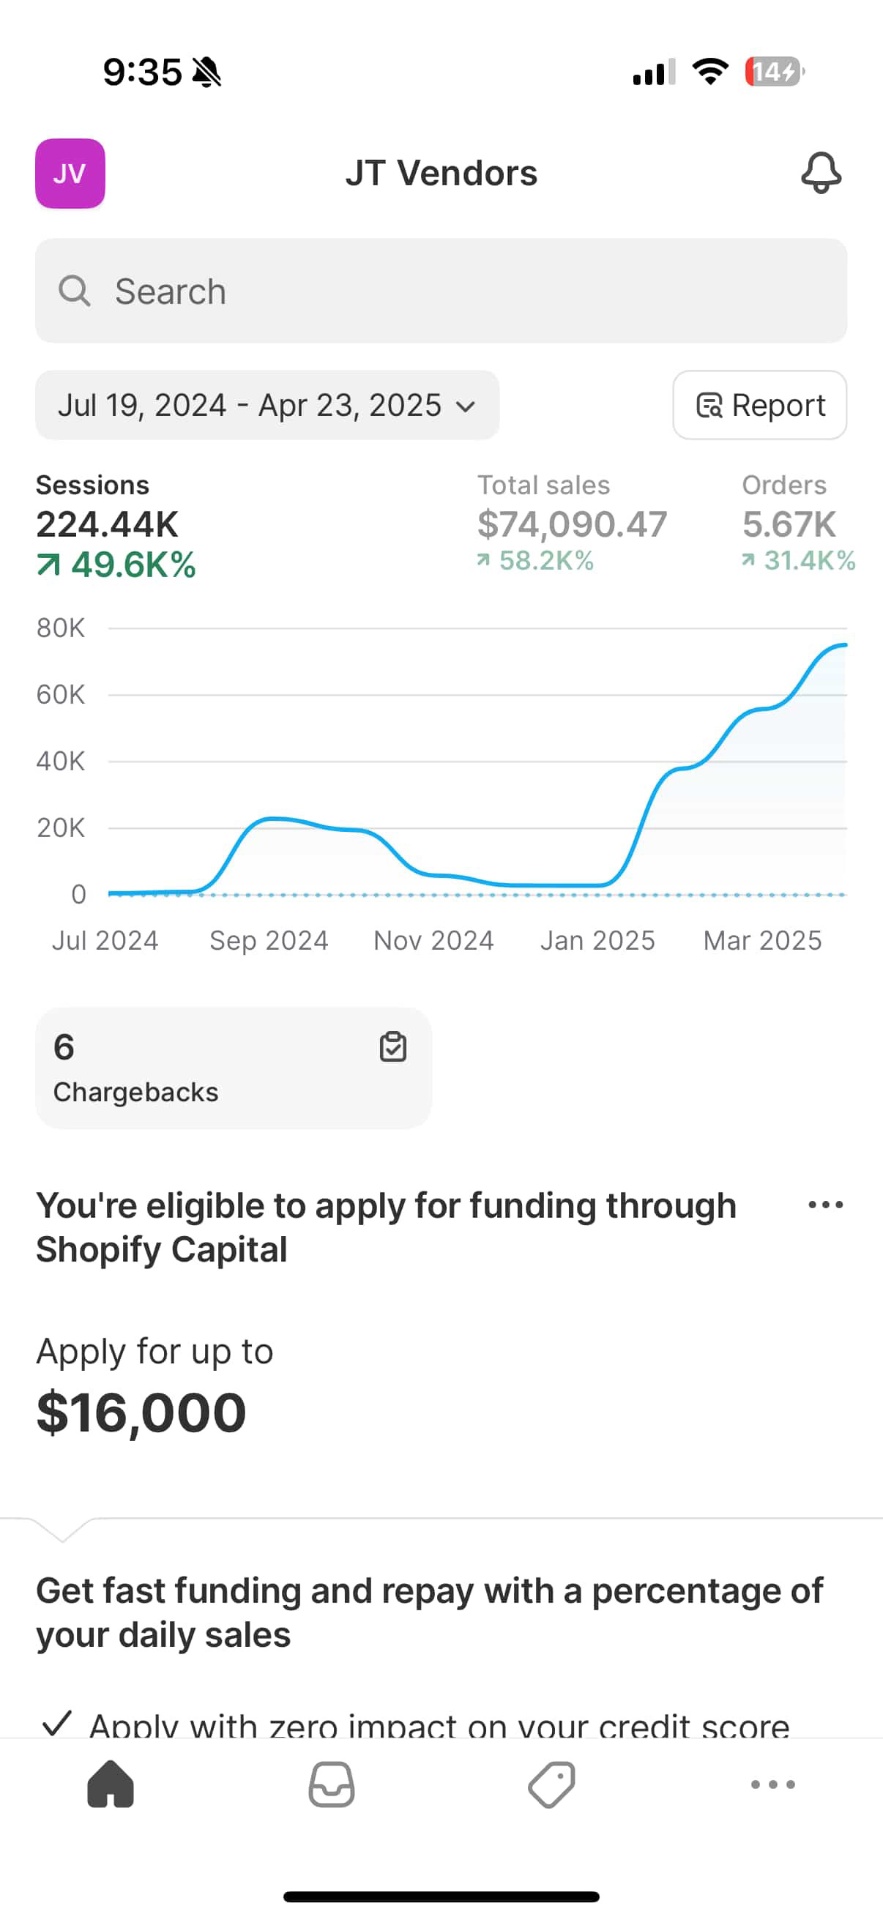 9:35
14
JV
JT Vendors
Search
Jul 19, 2024 - Apr 23, 2025
Report
Sessions
Total sales
Orders
224.44K
$74,090.47
5.67K
49.6K%
58.2K%
31.4K%
80K
60K
40K
20K
0
Jul 2024
Sep 2024
Nov 2024
Jan 2025
Mar 2025
6
Chargebacks
You're eligible to apply for funding through
Shopify Capital
Apply for up to
$16,000
Get fast funding and repay with a percentage of
your daily sales
Apply with zero impact on your credit score